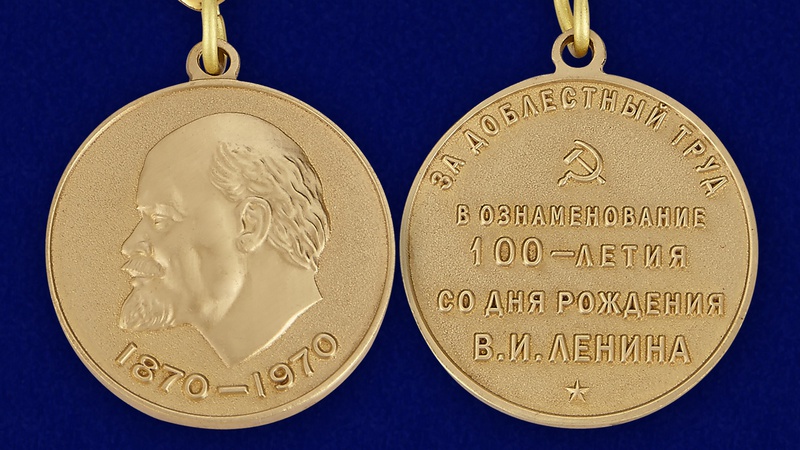 1870–1970
ЗА ДОБЛЕСТНЫЙ ТРУД
В ОЗНАМЕНОВАНИЕ
100–ЛЕТИЯ
СО ДНЯ РОЖДЕНИЯ
В.И.ЛЕНИНА